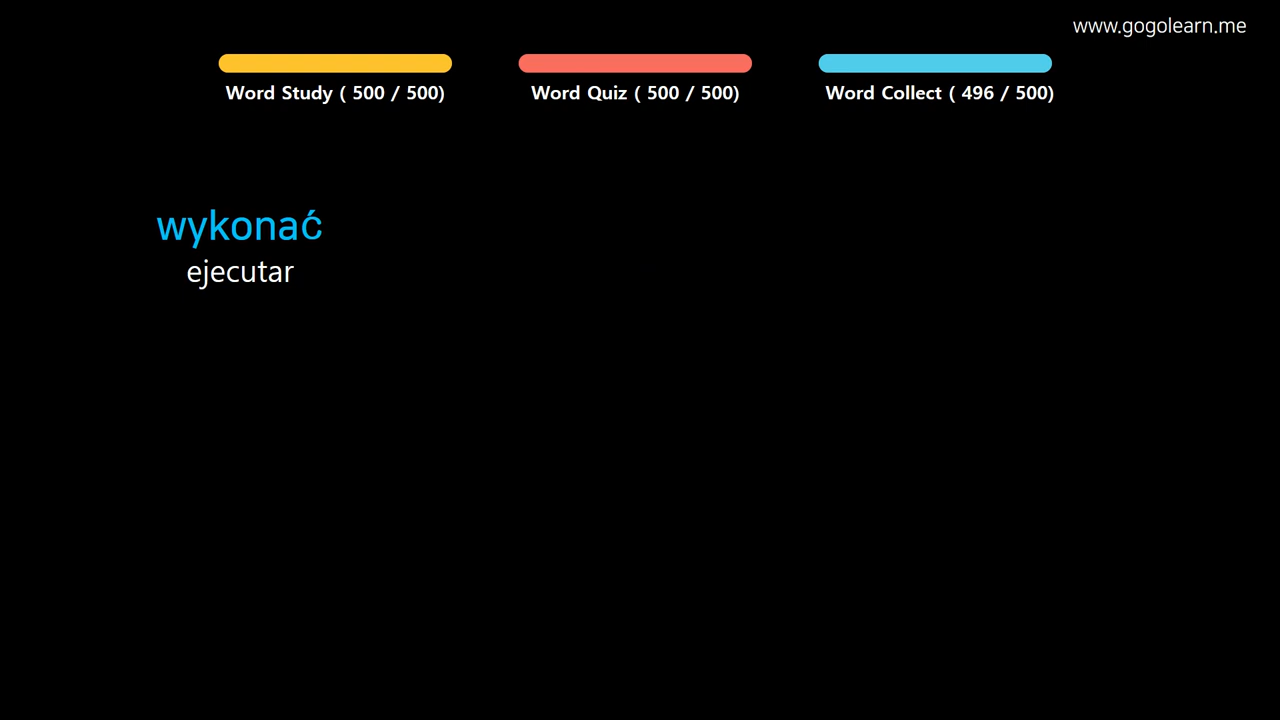 www.gogolearn.me
Word Study ( 500 / 500)
Word Quiz ( 500 / 500)
Word Collect ( 496 / 500)
wykonać
ejecutar